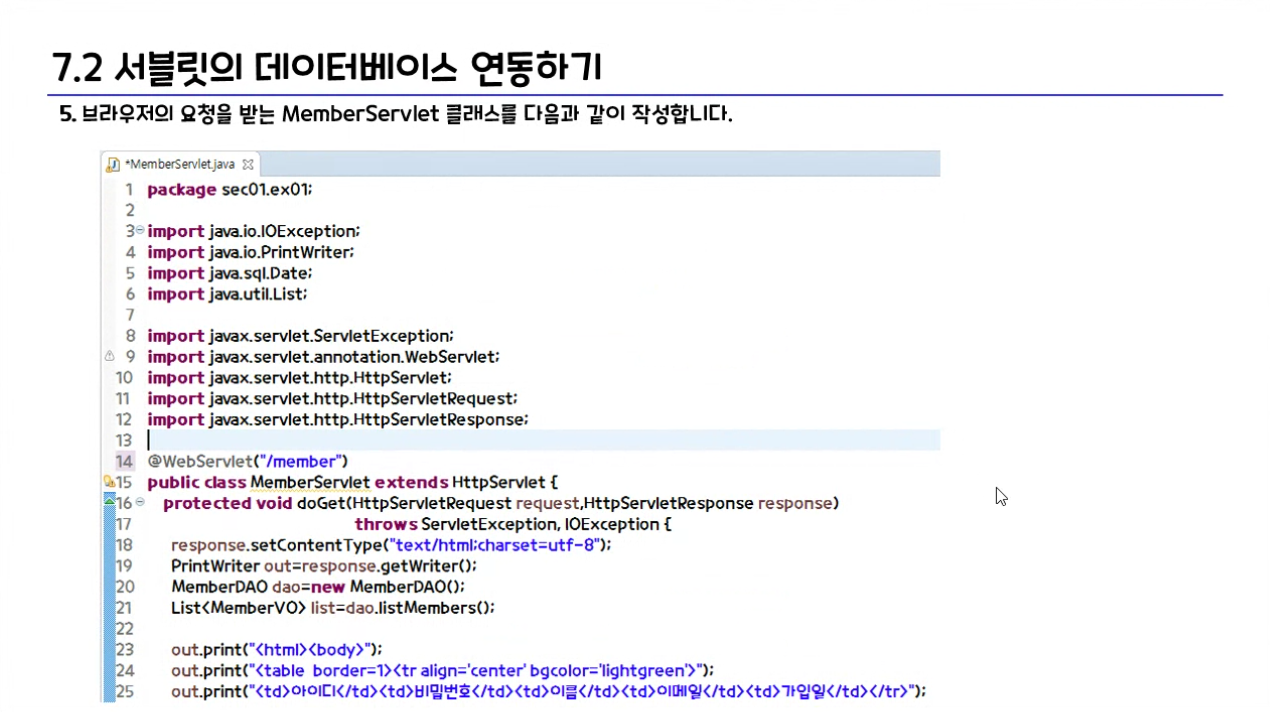 7.2 서블릿의 데이터베이스 연동하기
5. 브라우저의 요청을 받는 MemberServlet 클래스를 다음과 같이 작성합니다.
*MemberServlet.java
1 package sec01.ex01;
2
3 import java.io.IOException;
4 import java.io.PrintWriter;
5 import java.sql.Date;
6 import java.util.List;
7
8 import javax.servlet.ServletException;
9 import javax.servlet.annotation.WebServlet;
10 import javax.servlet.http.HttpServlet;
11 import javax.servlet.http.HttpServletRequest;
12 import javax.servlet.http.HttpServletResponse;
13
14 @WebServlet("/member")
15 public class MemberServlet extends HttpServlet {
16 protected void doGet(HttpServletRequest request,HttpServletResponse response)
17 throws ServletException, IOException {
18 response.setContentType("text/html;charset=utf-8");
19 PrintWriter out=response.getWriter();
20 MemberDAO dao=new MemberDAO();
21 List<MemberVO> list=dao.listMembers();
22
23 out.print("<html><body>");
24 out.print("<table border=1><tr align='center' bgcolor='lightgreen'>");
25 out.print("<td>아이디</td><td>비밀번호</td><td>이름</td><td>이메일</td><td>가입일</td></tr>");